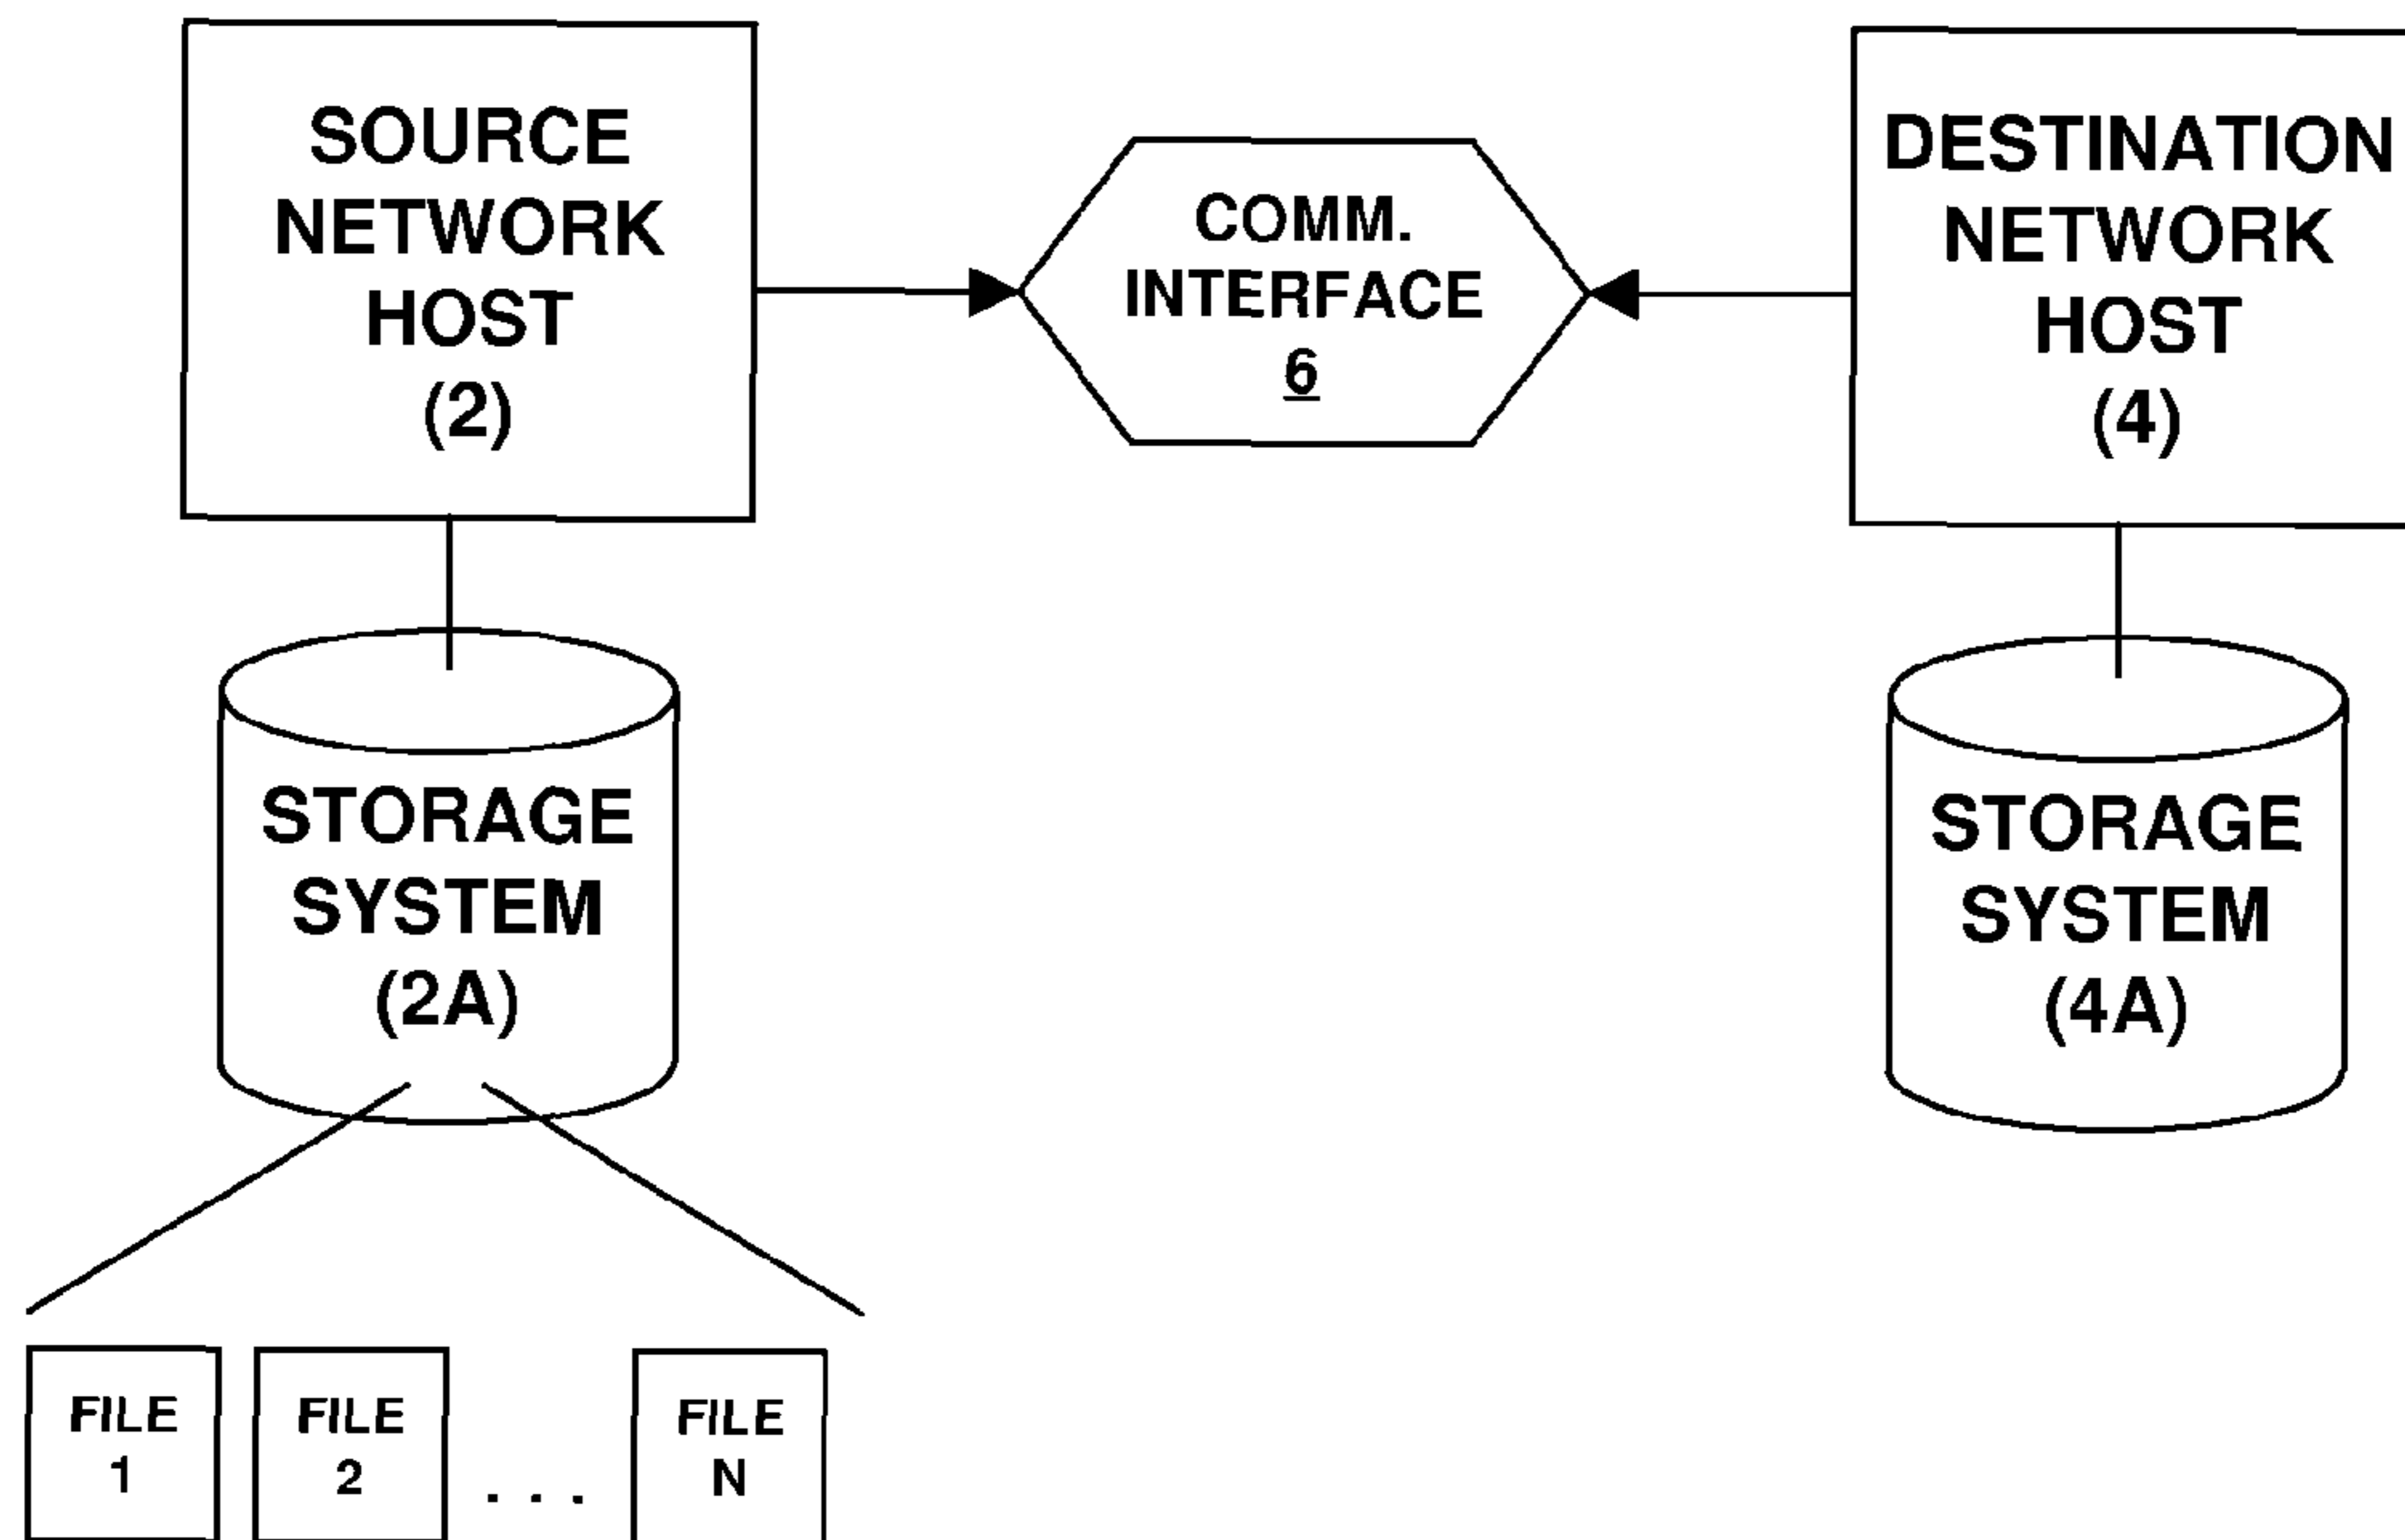 SOURCE
NETWORK
HOST
(2)
COMM.
INTERFACE
6
DESTINATION
NETWORK
HOST
(4)
STORAGE
SYSTEM
(2A)
STORAGE
SYSTEM
(4A)
FILE
1
FILE
2
. . .
FILE
N